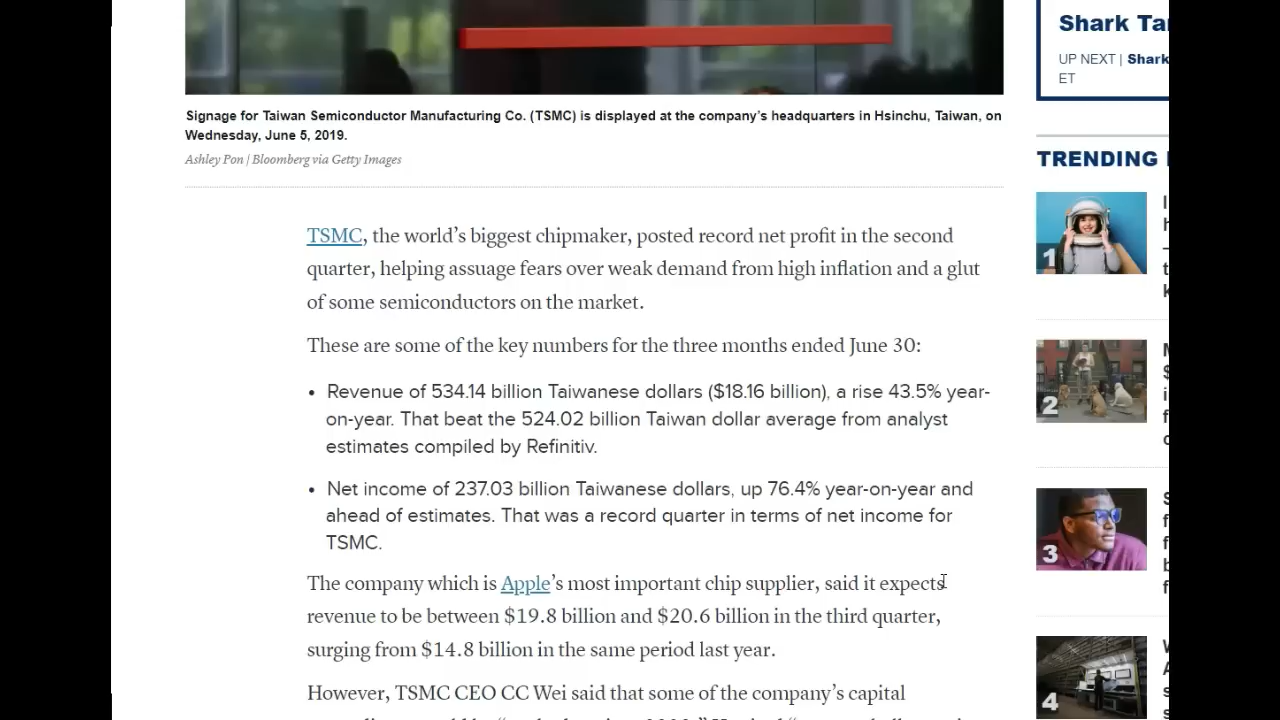 Signage for Taiwan Semiconductor Manufacturing Co. (TSMC) is displayed at the company's headquarters in Hsinchu, Taiwan, on
Wednesday, June 5, 2019.
Ashley Pon | Bloomberg via Getty Images
TSMC, the world's biggest chipmaker, posted record net profit in the second
quarter, helping assuage fears over weak demand from high inflation and a glut
of some semiconductors on the market.
These are some of the key numbers for the three months ended June 30:
• Revenue of 534.14 billion Taiwanese dollars ($18.16 billion), a rise 43.5% year-
on-year. That beat the 524.02 billion Taiwan dollar average from analyst
estimates compiled by Refinitiv.
• Net income of 237.03 billion Taiwanese dollars, up 76.4% year-on-year and
ahead of estimates. That was a record quarter in terms of net income for
TSMC.
The company which is Apple's most important chip supplier, said it expects
revenue to be between $19.8 billion and $20.6 billion in the third quarter,
surging from $14.8 billion in the same period last year.
However, TSMC CEO CC Wei said that some of the company's capital
Shark
UP NEXT | Shark
ET
TRENDING
1
2
3
4